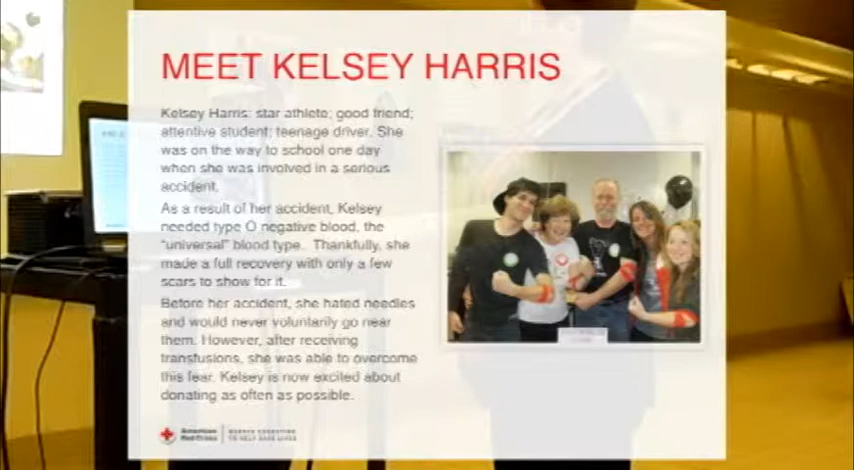 MEET KELSEY HARRIS
Kelsey Harris: star athlete; good friend;
attentive student; teenage driver. She
was on the way to school one day
when she was involved in a serious
accident.
As a result of her accident, Kelsey
needed type O negative blood, the
"universal" blood type. Thankfully, she
made a full recovery with only a few
scars to show for it.
Before her accident, she hated needles
and would never voluntarily go near
them. However, after receiving
transfusions, she was able to overcome
this fear. Kelsey is now excited about
donating as often as possible.
American
Red Cross